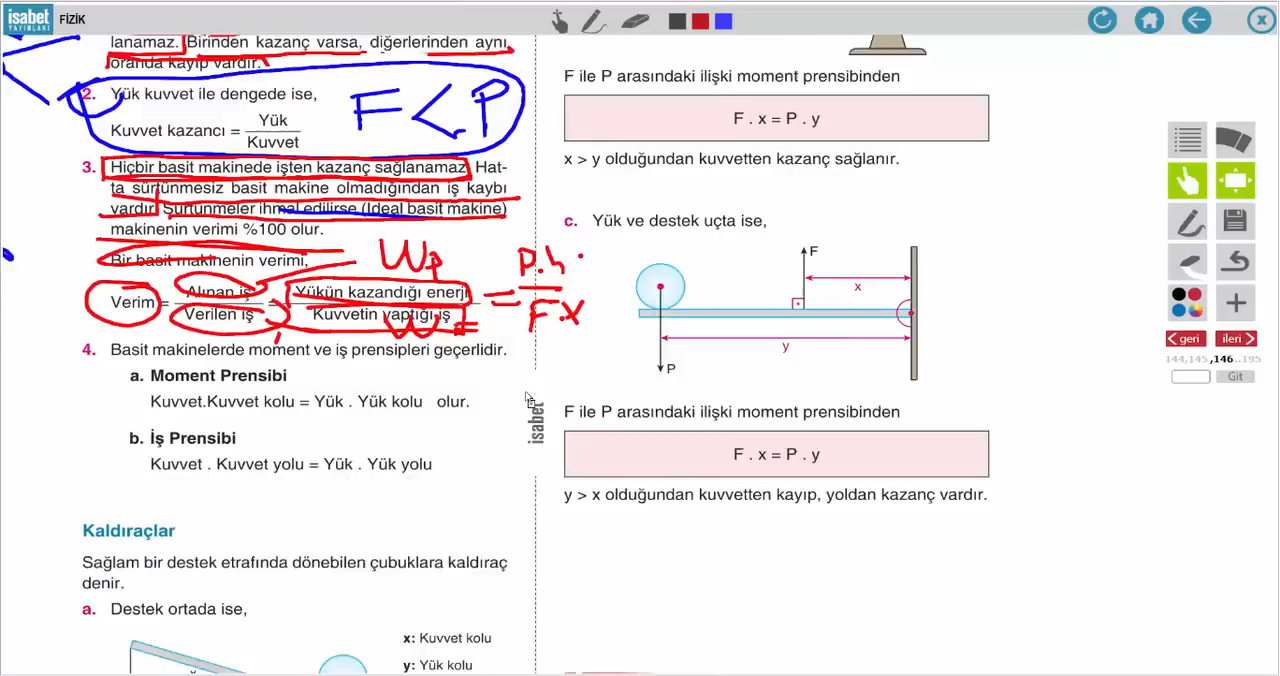 isabet
YAYINLARI
FİZİK
lanamaz. Birinden kazanç varsa, diğerlerinden aynı
oranda kayıp vardır.
2. Yük kuvvet ile dengede ise,
Kuvvet kazancı = Yük
Kuvvet
F < P
3. Hiçbir basit makinede işten kazanç sağlanamaz. Hat-
ta sürtünmesiz basit makine olmadığından iş kaybı
vardır. Sürtünmeler ihmal edilirse (İdeal basit makine)
makinenin verimi %100 olur.
Bir basit makinenin verimi,
Wp
Verim = Alınan iş = Yükün kazandığı enerji = P.h
Verilen iş Kuvvetin yaptığı iş F.x
4. Basit makinelerde moment ve iş prensipleri geçerlidir.
a. Moment Prensibi
Kuvvet.Kuvvet kolu = Yük . Yük kolu olur.
b. İş Prensibi
Kuvvet . Kuvvet yolu = Yük . Yük yolu
isabet
Kaldıraçlar
Sağlam bir destek etrafında dönebilen çubuklara kaldıraç
denir.
a. Destek ortada ise,
x: Kuvvet kolu
y: Yük kolu
F ile P arasındaki ilişki moment prensibinden
F . x = P . y
x > y olduğundan kuvvetten kazanç sağlanır.
c. Yük ve destek uçta ise,
F
x
y
P
F ile P arasındaki ilişki moment prensibinden
F . x = P . y
y > x olduğundan kuvvetten kayıp, yoldan kazanç vardır.
geri ileri
144,145,146...195
Git